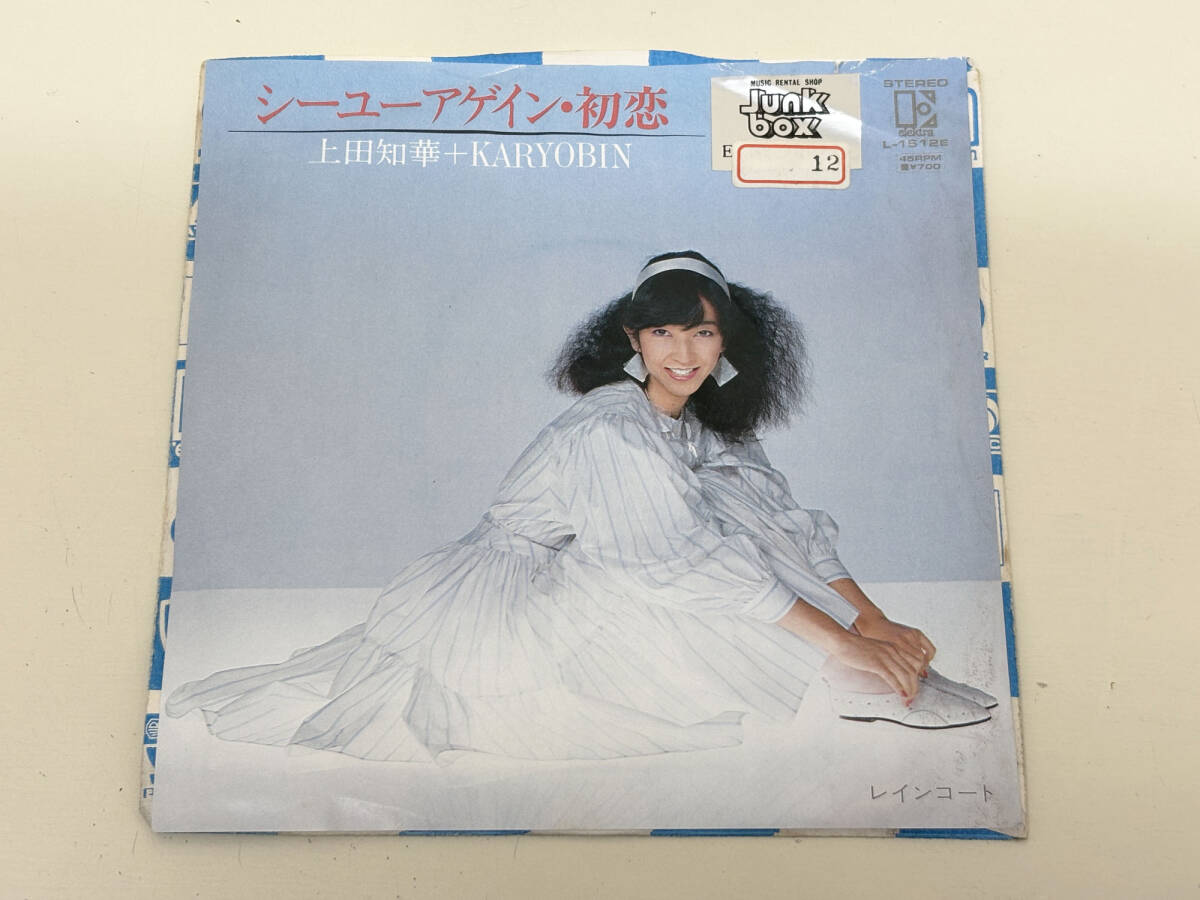 シーユーアゲイン・初恋
上田知華+KARYOBIN
MUSIC RENTAL SHOP
Junk
box
E
12
STEREO
elektra
L-1512E
45RPM
¥700
レインコート